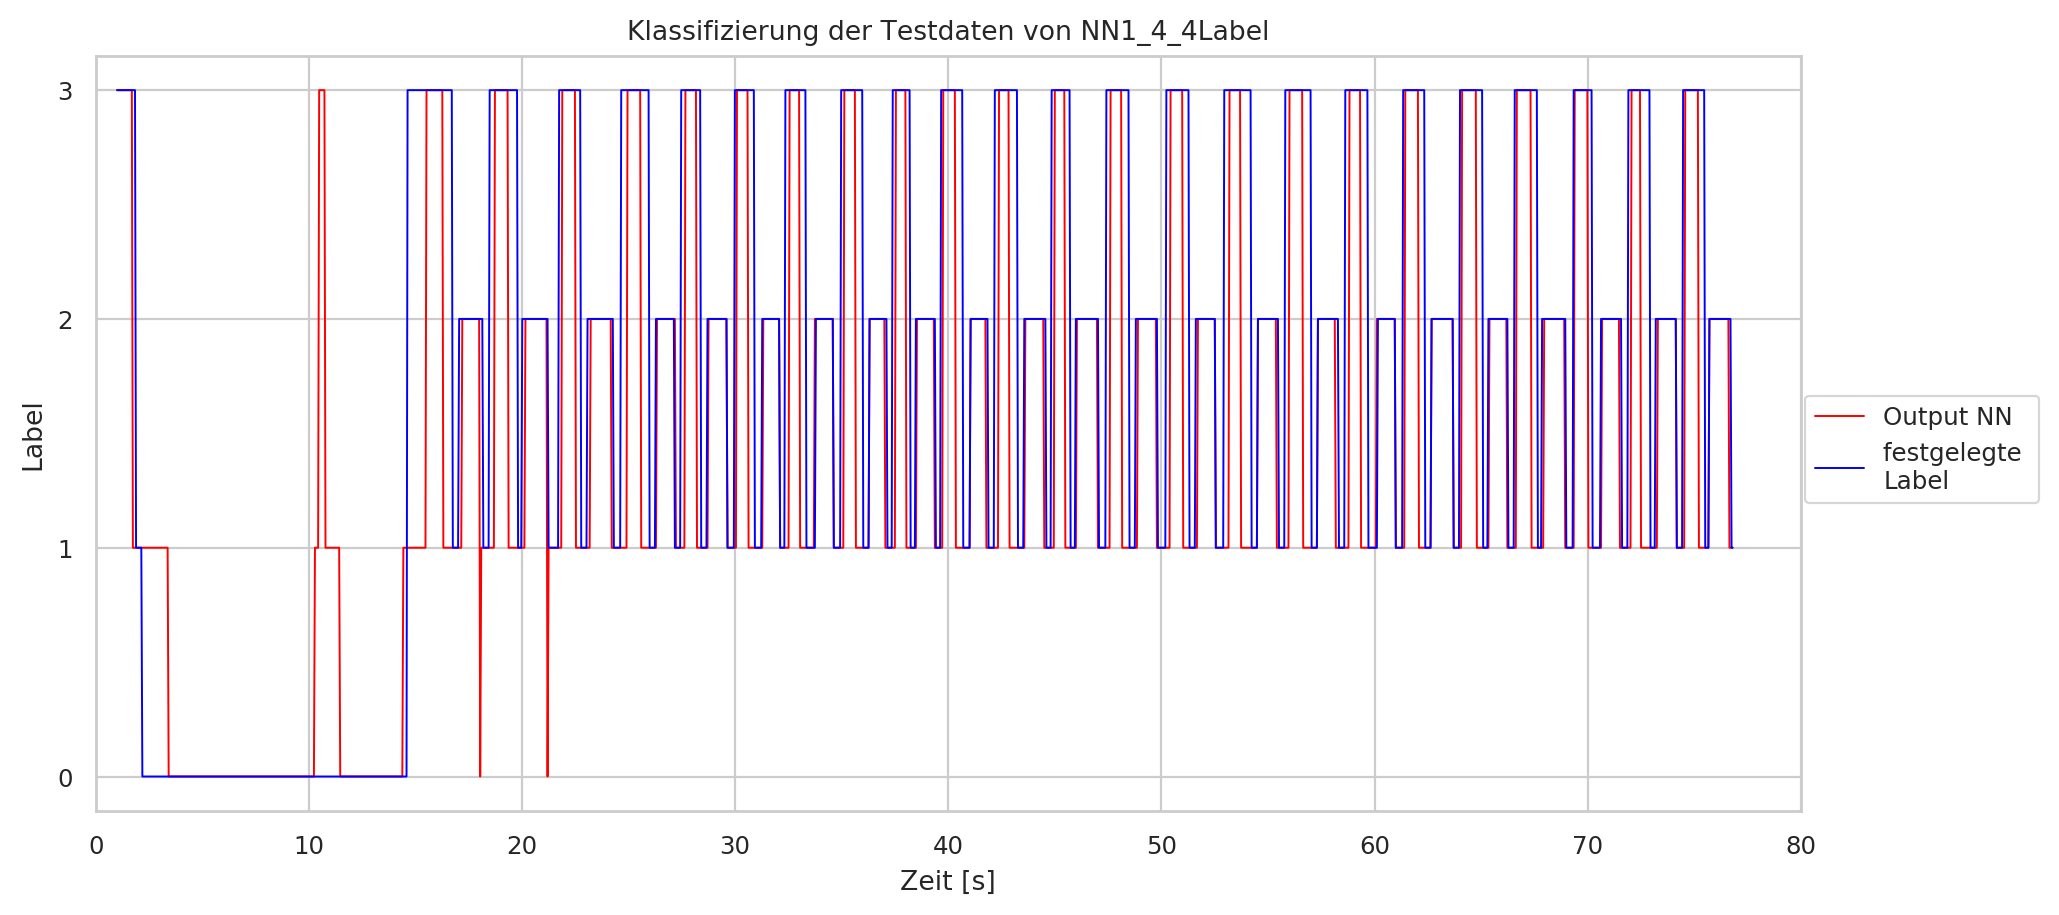 Klassifizierung der Testdaten von NN1_4_4Label
3
2
1
0
Label
0 10 20 30 40 50 60 70 80
Zeit [s]
Output NN
festgelegte
Label